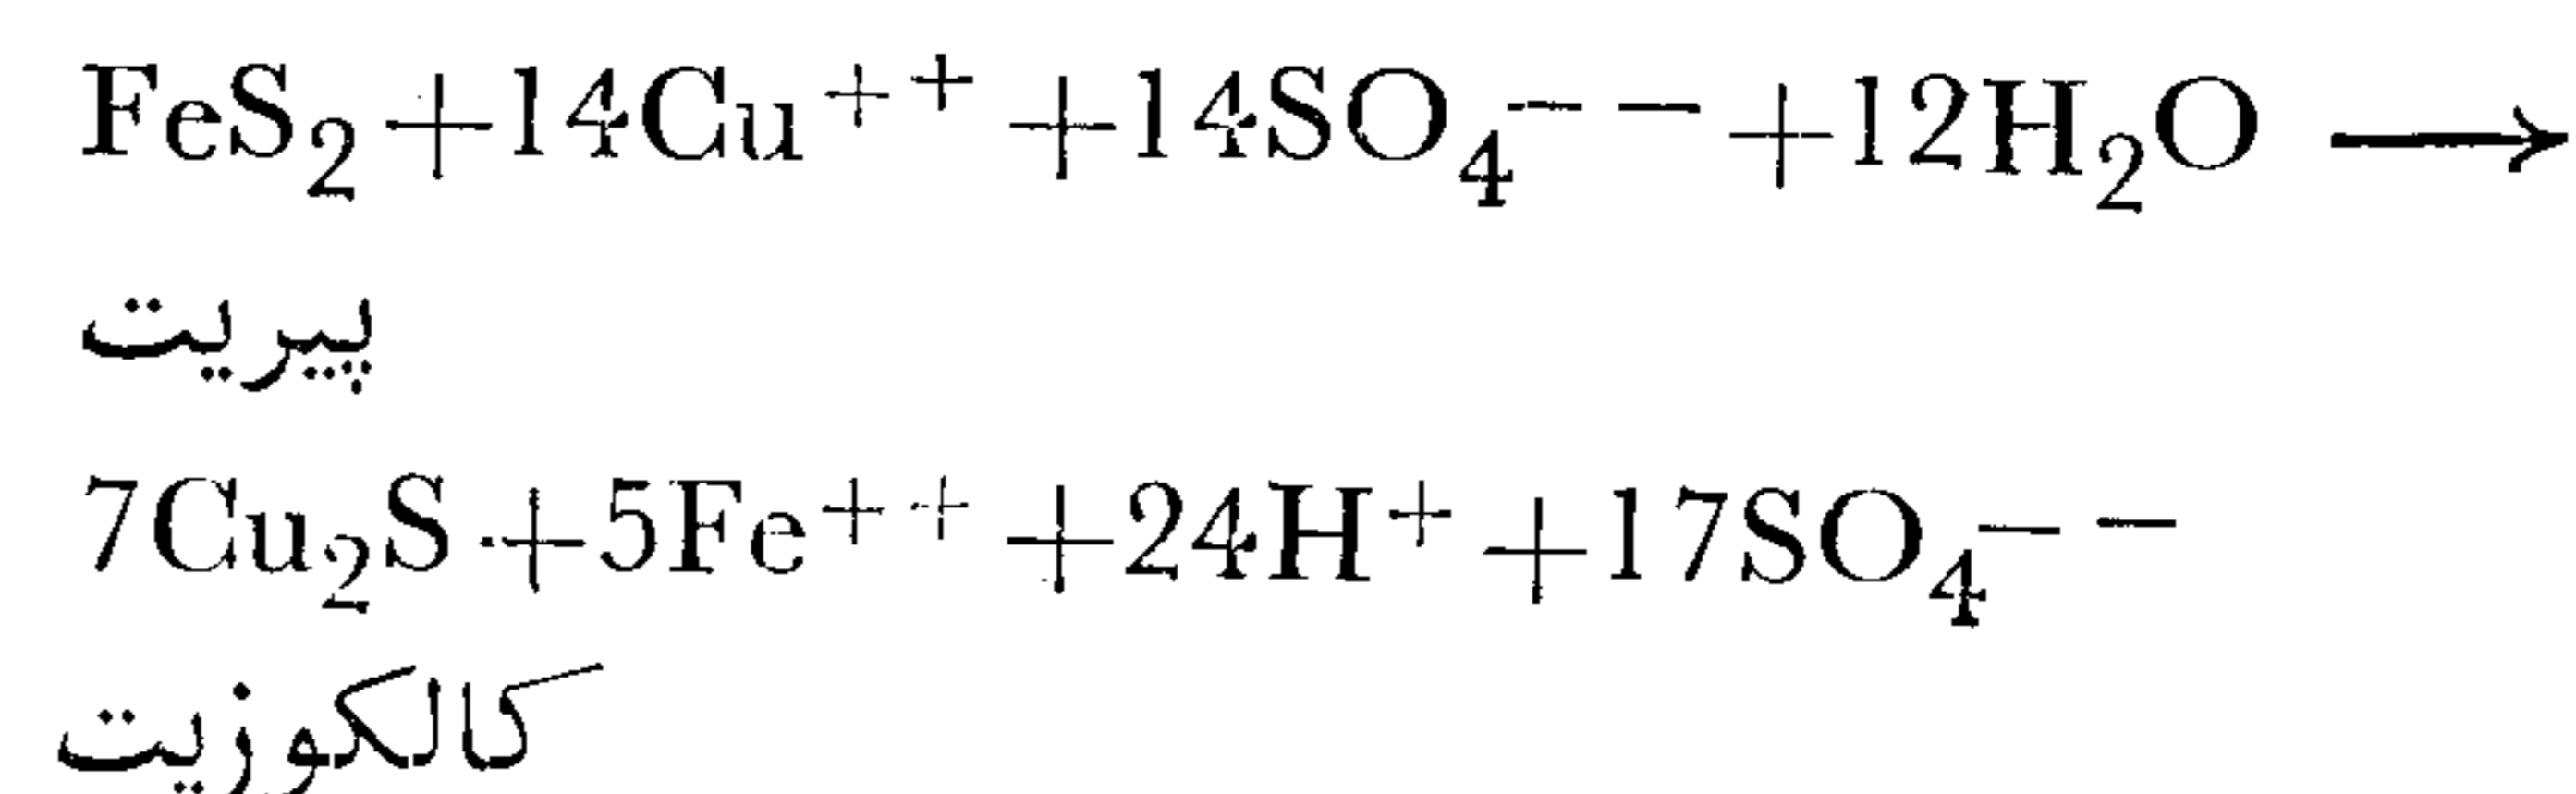 FeS₂+14Cu⁺⁺+14SO₄⁻⁻+12H₂O ⟶
پیریت
7Cu₂S+5Fe⁺⁺+24H⁺+17SO₄⁻⁻
کالکوزیت